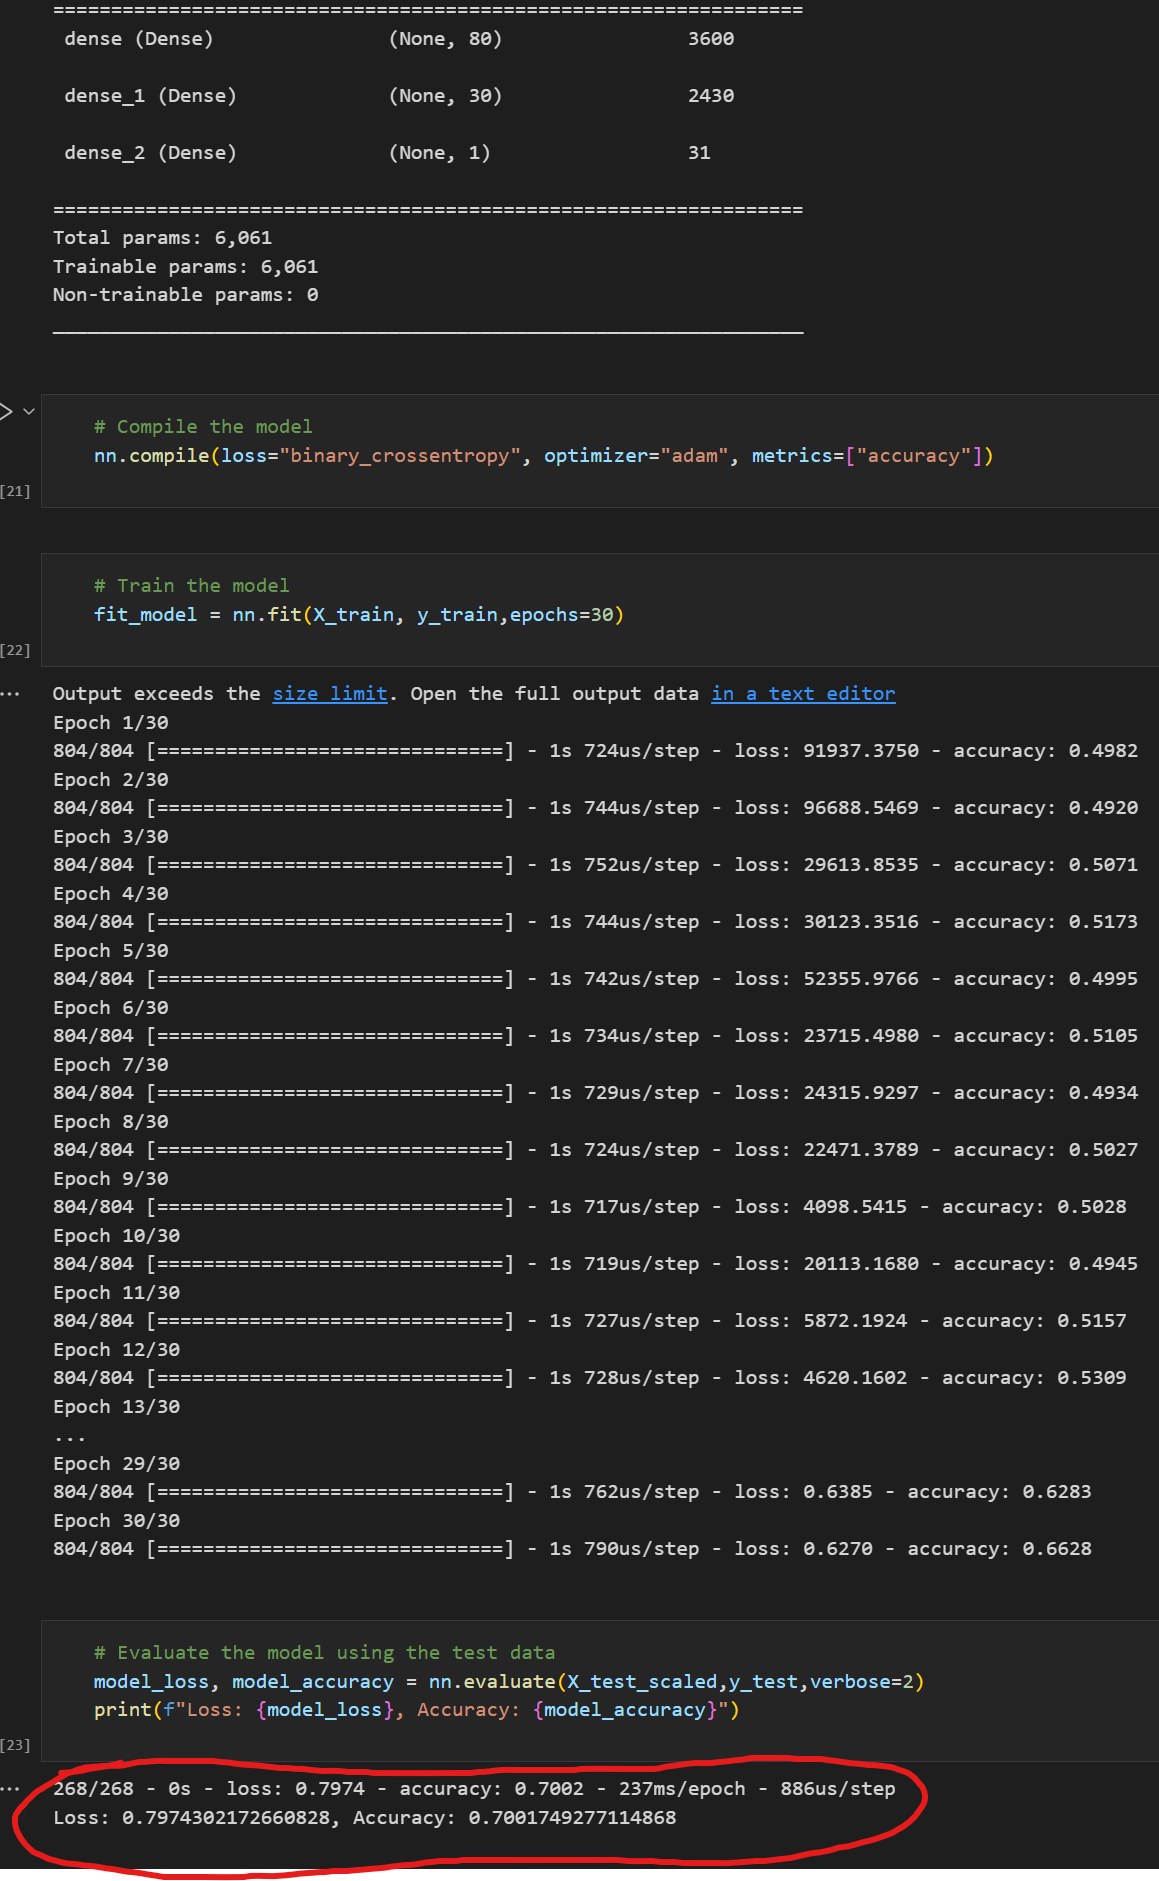 =================================================================
dense (Dense) (None, 80) 3600
dense_1 (Dense) (None, 30) 2430
dense_2 (Dense) (None, 1) 31
=================================================================
Total params: 6,061
Trainable params: 6,061
Non-trainable params: 0
_________________________________________________________________
# Compile the model
nn.compile(loss="binary_crossentropy", optimizer="adam", metrics=["accuracy"])
[21]
# Train the model
fit_model = nn.fit(X_train, y_train,epochs=30)
[22]
... Output exceeds the size limit. Open the full output data in a text editor
Epoch 1/30
804/804 [==============================] - 1s 724us/step - loss: 91937.3750 - accuracy: 0.4982
Epoch 2/30
804/804 [==============================] - 1s 744us/step - loss: 96688.5469 - accuracy: 0.4920
Epoch 3/30
804/804 [==============================] - 1s 752us/step - loss: 29613.8535 - accuracy: 0.5071
Epoch 4/30
804/804 [==============================] - 1s 744us/step - loss: 30123.3516 - accuracy: 0.5173
Epoch 5/30
804/804 [==============================] - 1s 742us/step - loss: 52355.9766 - accuracy: 0.4995
Epoch 6/30
804/804 [==============================] - 1s 734us/step - loss: 23715.4980 - accuracy: 0.5105
Epoch 7/30
804/804 [==============================] - 1s 729us/step - loss: 24315.9297 - accuracy: 0.4934
Epoch 8/30
804/804 [==============================] - 1s 724us/step - loss: 22471.3789 - accuracy: 0.5027
Epoch 9/30
804/804 [==============================] - 1s 717us/step - loss: 4098.5415 - accuracy: 0.5028
Epoch 10/30
804/804 [==============================] - 1s 719us/step - loss: 20113.1680 - accuracy: 0.4945
Epoch 11/30
804/804 [==============================] - 1s 727us/step - loss: 5872.1924 - accuracy: 0.5157
Epoch 12/30
804/804 [==============================] - 1s 728us/step - loss: 4620.1602 - accuracy: 0.5309
Epoch 13/30
...
Epoch 29/30
804/804 [==============================] - 1s 762us/step - loss: 0.6385 - accuracy: 0.6283
Epoch 30/30
804/804 [==============================] - 1s 790us/step - loss: 0.6270 - accuracy: 0.6628
# Evaluate the model using the test data
model_loss, model_accuracy = nn.evaluate(X_test_scaled,y_test,verbose=2)
print(f"Loss: {model_loss}, Accuracy: {model_accuracy}")
[23]
... 268/268 - 0s - loss: 0.7974 - accuracy: 0.7002 - 237ms/epoch - 886us/step
Loss: 0.7974302172660828, Accuracy: 0.7001749277114868